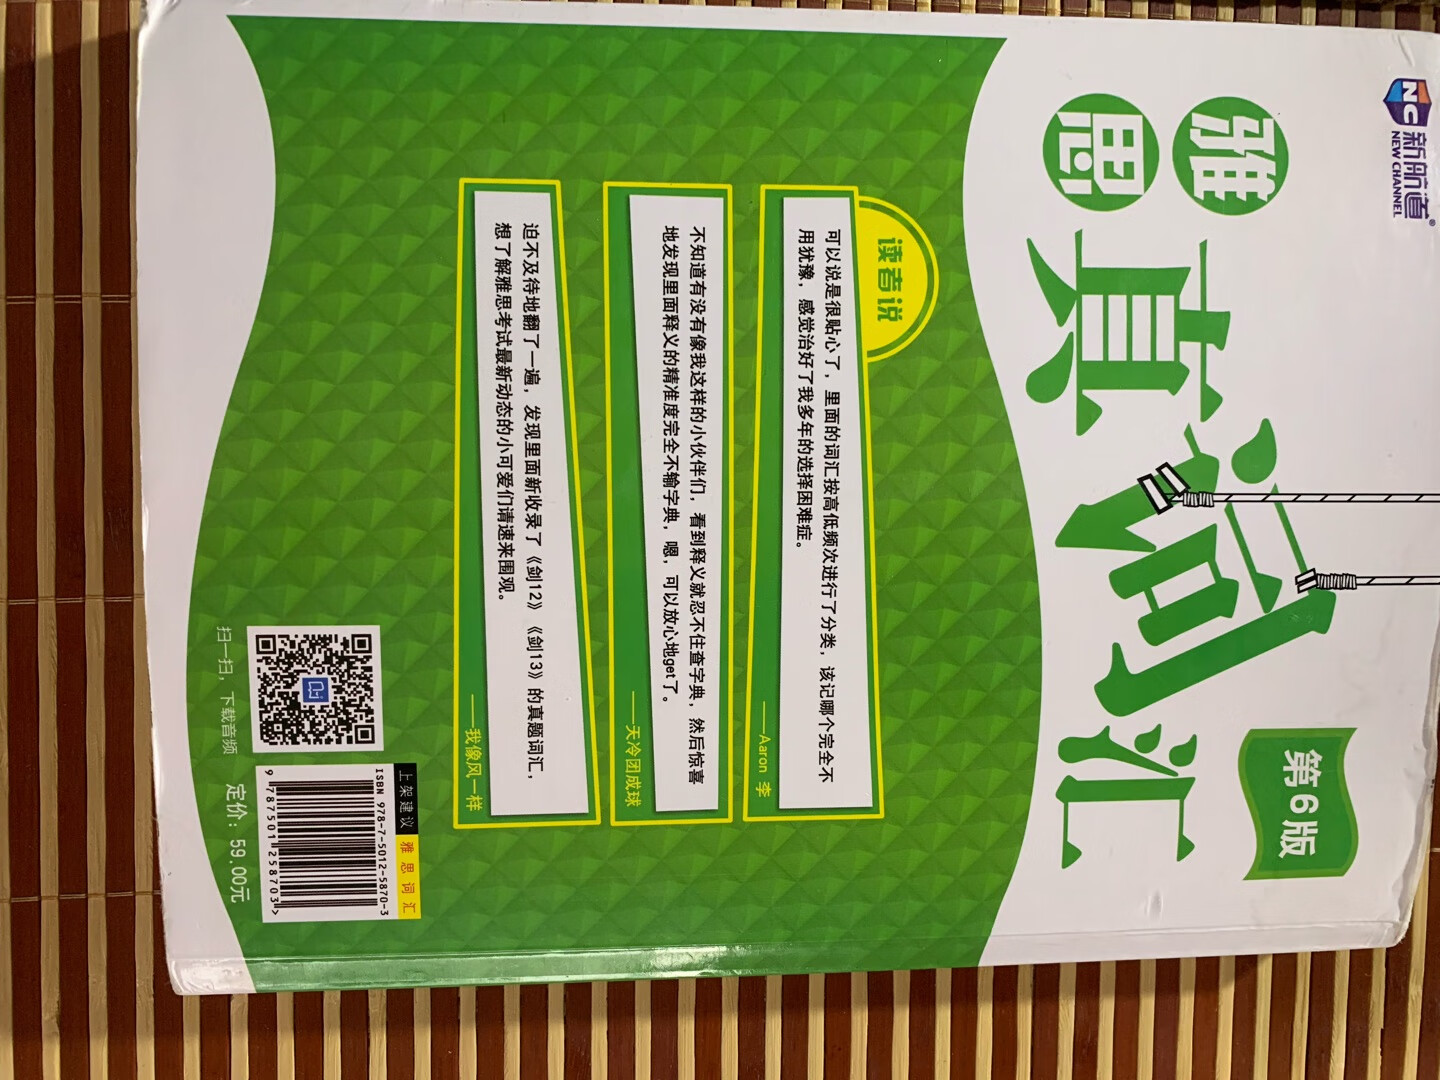 新航道®
NEW CHANNEL
雅思
真词汇
第6版
读者说
可以说是很贴心了，里面的词汇按高低频次进行了分类，该记哪个完全不
用犹豫，感觉治好了我多年的选择困难症。
——Aaron 李
不知道有没有像我这样的小伙伴们，看到释义就忍不住查字典，然后惊喜
地发现里面释义的精准度完全不输字典，嗯，可以放心地get了。
——天冷团成球
迫不及待地翻了一遍，发现里面新收录了《剑12》《剑13》的真题词汇，
想了解雅思考试最新动态的小可爱们请速来围观。
——我像风一样
上架建议 雅思词汇
ISBN 978-7-5012-5870-3
9 787501 258703 >
扫一扫，下载音频
定价：59.00元